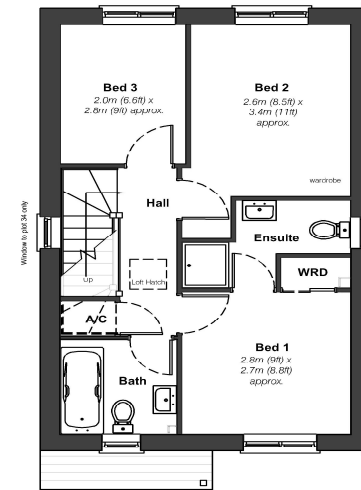 Bed 3
2.0m (6.6ft) x
2.8m (9ft) approx.
Bed 2
2.6m (8.5ft) x
3.4m (11ft)
approx.
wardrobe
Hall
Window to plot 34 only
Ensuite
Up
Loft Hatch
WRD
A/C
Bath
Bed 1
2.8m (9ft) x
2.7m (8.8ft)
approx.